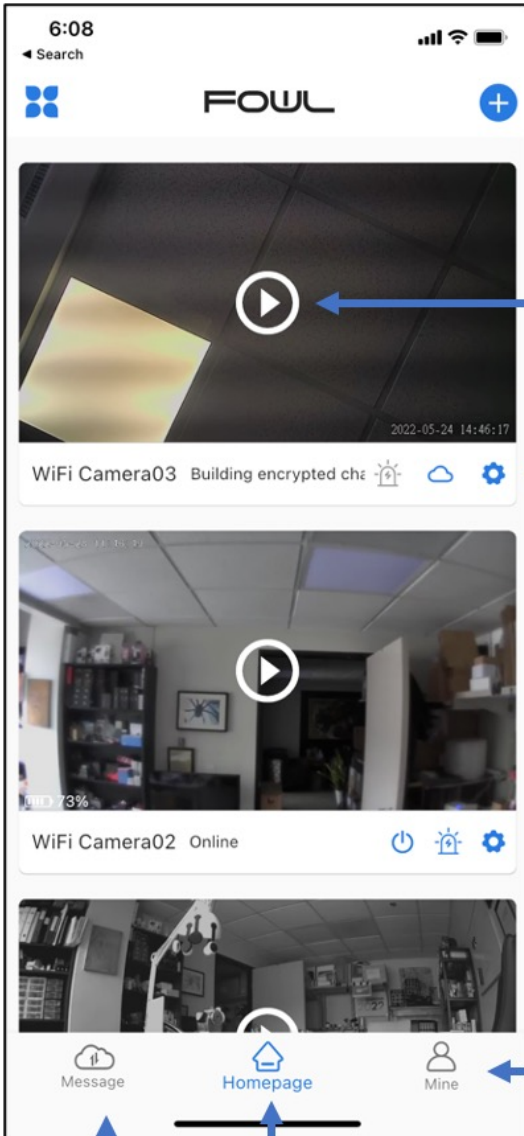 6:08
◀ Search
FOWL
2022-05-24 14:46:17
WiFi Camera03 Building encrypted cha
73%
WiFi Camera02 Online
Message Homepage Mine